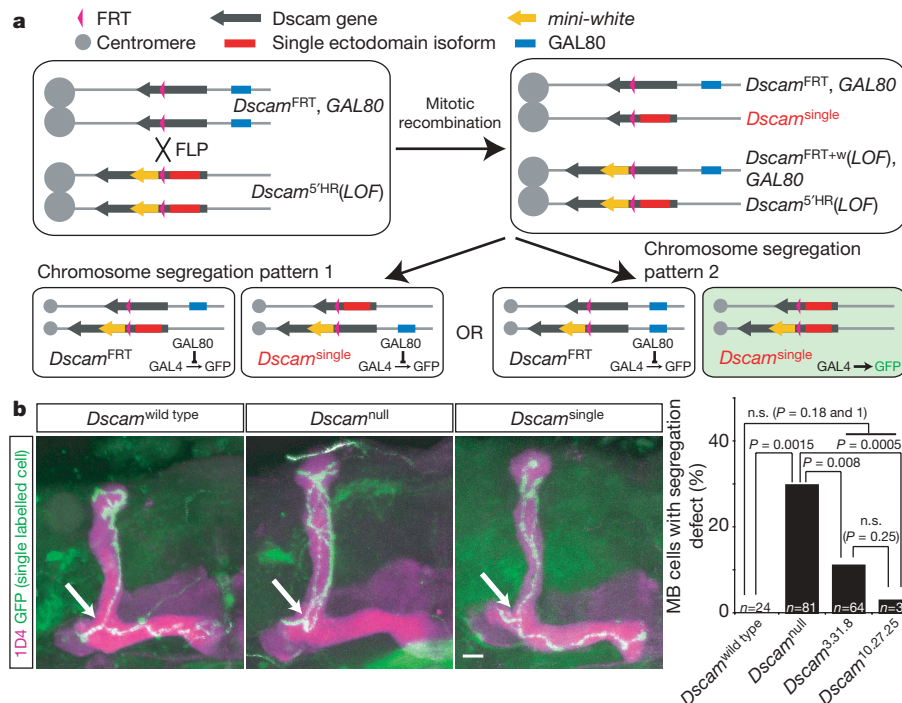 a
FRT
Dscam gene
mini-white
Centromere
Single ectodomain isoform
GAL80
DscamFRT, GAL80
FLP
Dscam5′HR(LOF)
Mitotic
recombination
DscamFRT, GAL80
Dscamsingle
DscamFRT+w(LOF),
GAL80
Dscam5′HR(LOF)
Chromosome segregation pattern 1
Chromosome segregation
pattern 2
DscamFRT
GAL80
GAL4
GFP
Dscamsingle
GAL80
GAL4
GFP
OR
DscamFRT
GAL80
GAL4
GFP
Dscamsingle
GAL4
GFP
b
1D4 GFP (single labelled cell)
Dscamwild type
Dscamnull
Dscamsingle
MB cells with segregation
defect (%)
40
20
0
n.s. (P = 0.18 and 1)
P = 0.0015
P = 0.0005
P = 0.008
n.s.
(P = 0.25)
n=24
n=81
n=64
n=3
Dscamwild type
Dscamnull
Dscam3.31.8
Dscam10.27.25